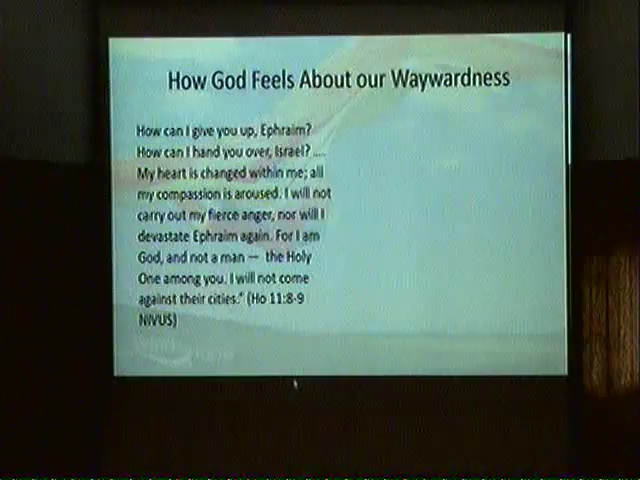 How God Feels About our Waywardness
How can I give you up, Ephraim?
How can I hand you over, Israel? ....
My heart is changed within me; all
my compassion is aroused. I will not
carry out my fierce anger, nor will I
devastate Ephraim again. For I am
God, and not a man — the Holy
One among you. I will not come
against their cities." (Ho 11:8-9
NIVUS)